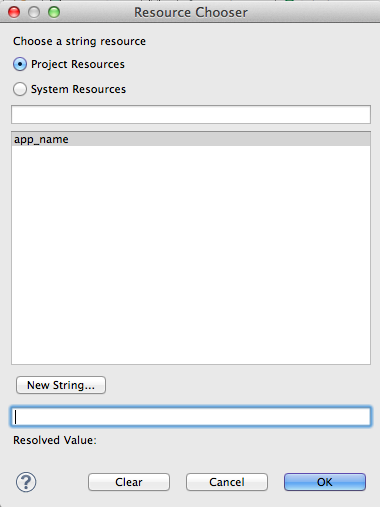 Resource Chooser
Choose a string resource
Project Resources
System Resources
app_name
New String...
Resolved Value:
? Clear Cancel OK